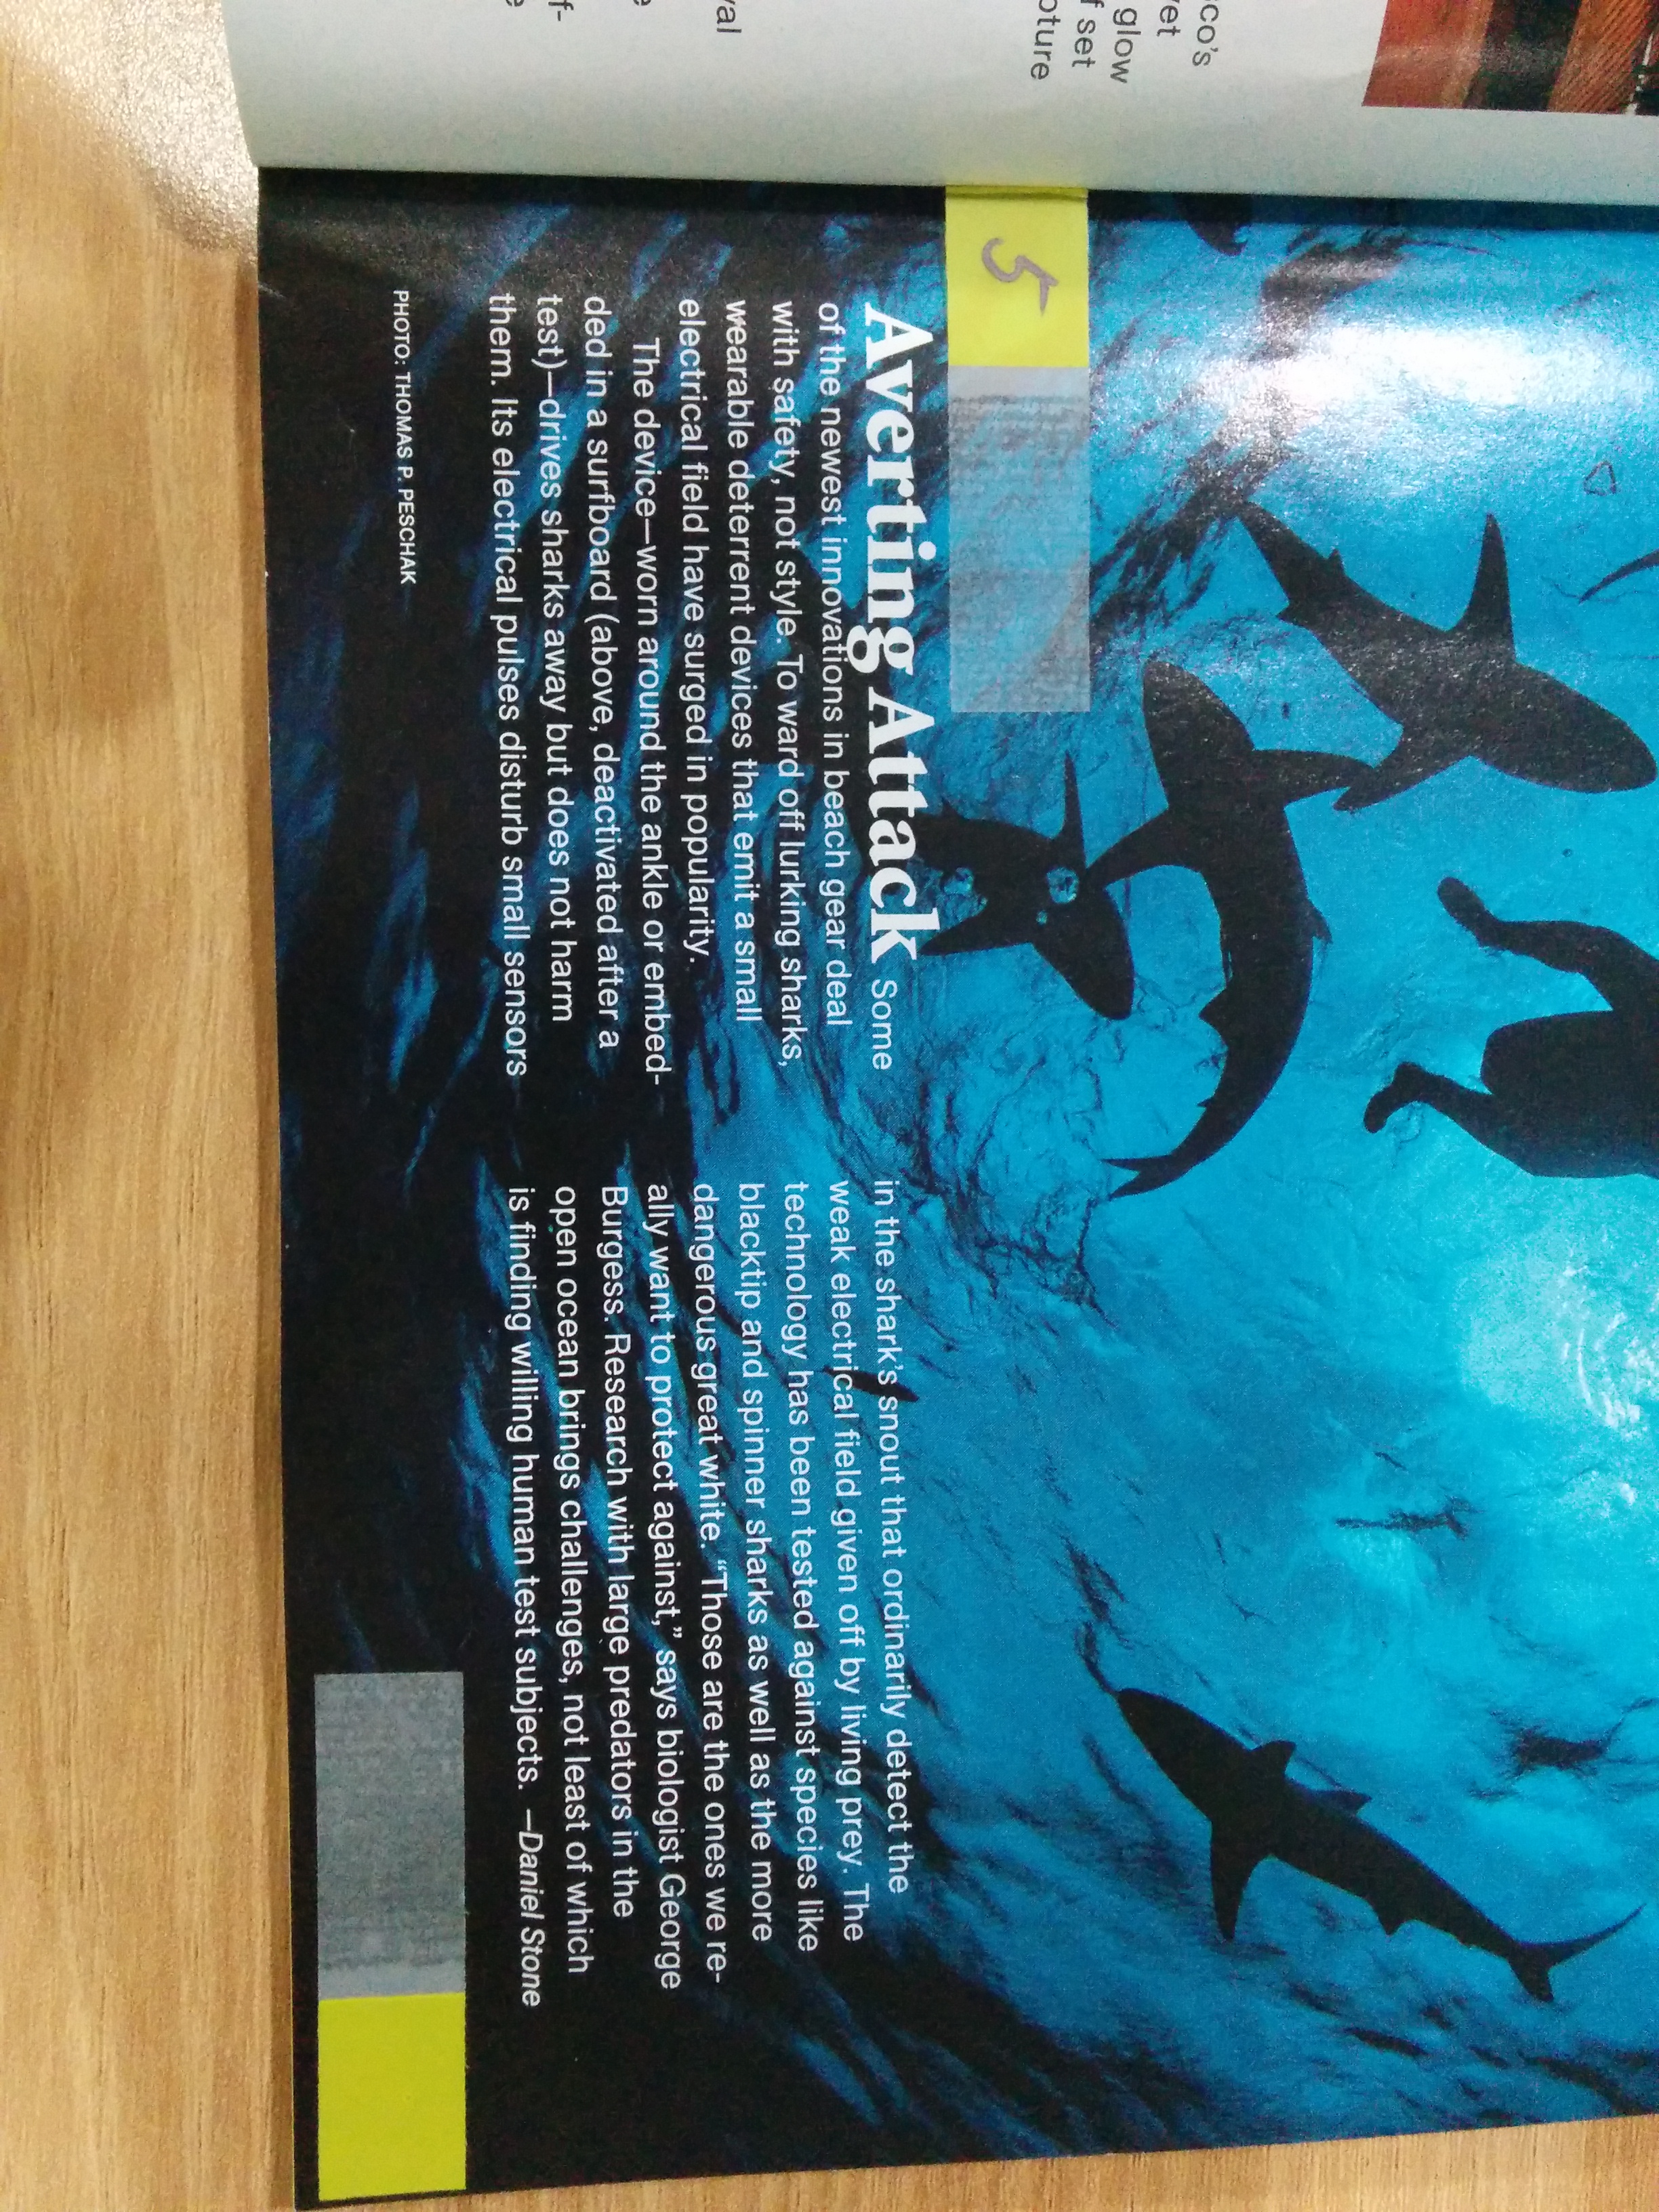 ico's
yet
glow
f set
oture
val
e
f-
e
5
Averting Attack Some
of the newest innovations in beach gear deal
with safety, not style. To ward off lurking sharks,
wearable deterrent devices that emit a small
electrical field have surged in popularity.
The device—worn around the ankle or embed-
ded in a surfboard (above, deactivated after a
test)—drives sharks away but does not harm
them. Its electrical pulses disturb small sensors
in the shark's snout that ordinarily detect the
weak electrical field given off by living prey. The
technology has been tested against species like
blacktip and spinner sharks as well as the more
dangerous great white. “Those are the ones we re-
ally want to protect against,” says biologist George
Burgess. Research with large predators in the
open ocean brings challenges, not least of which
is finding willing human test subjects. —Daniel Stone
PHOTO: THOMAS P. PESCHAK